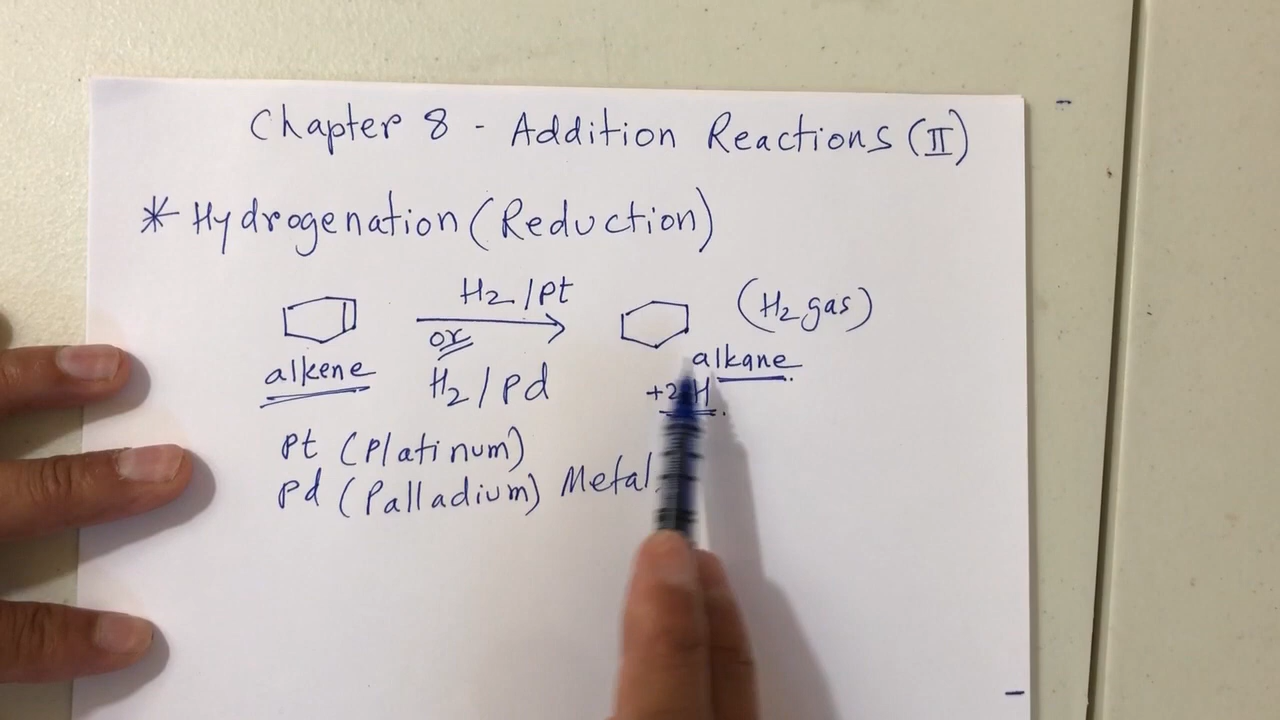 Chapter 8 - Addition Reactions (II)
* Hydrogenation (Reduction)
H2 / Pt
(H2 gas)
or
alkene
alkane
H2 / Pd
+2 H
Pt (Platinum)
Pd (Palladium) Metal